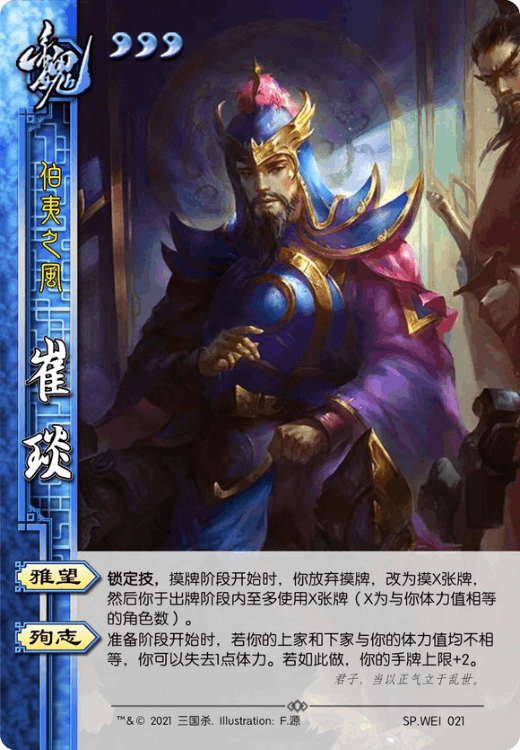 魏
伯夷之風
崔琰
雅望
锁定技，摸牌阶段开始时，你放弃摸牌，改为摸X张牌，
然后你于出牌阶段内至多使用X张牌（X为与你体力值相等
的角色数）。
殉志
准备阶段开始时，若你的上家和下家与你的体力值均不相
等，你可以失去1点体力。若如此做，你的手牌上限+2。
君子，当以正气立于乱世。
™&© 2021 三国杀. Illustration: F.源
SP.WEI 021